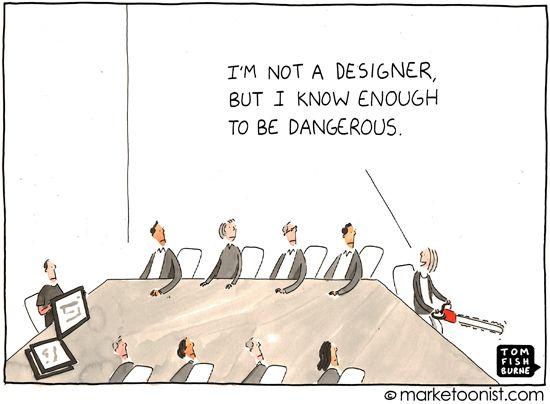 I'M NOT A DESIGNER,
BUT I KNOW ENOUGH
TO BE DANGEROUS.
TOM
FISH
BURNE
© marketoonist.com